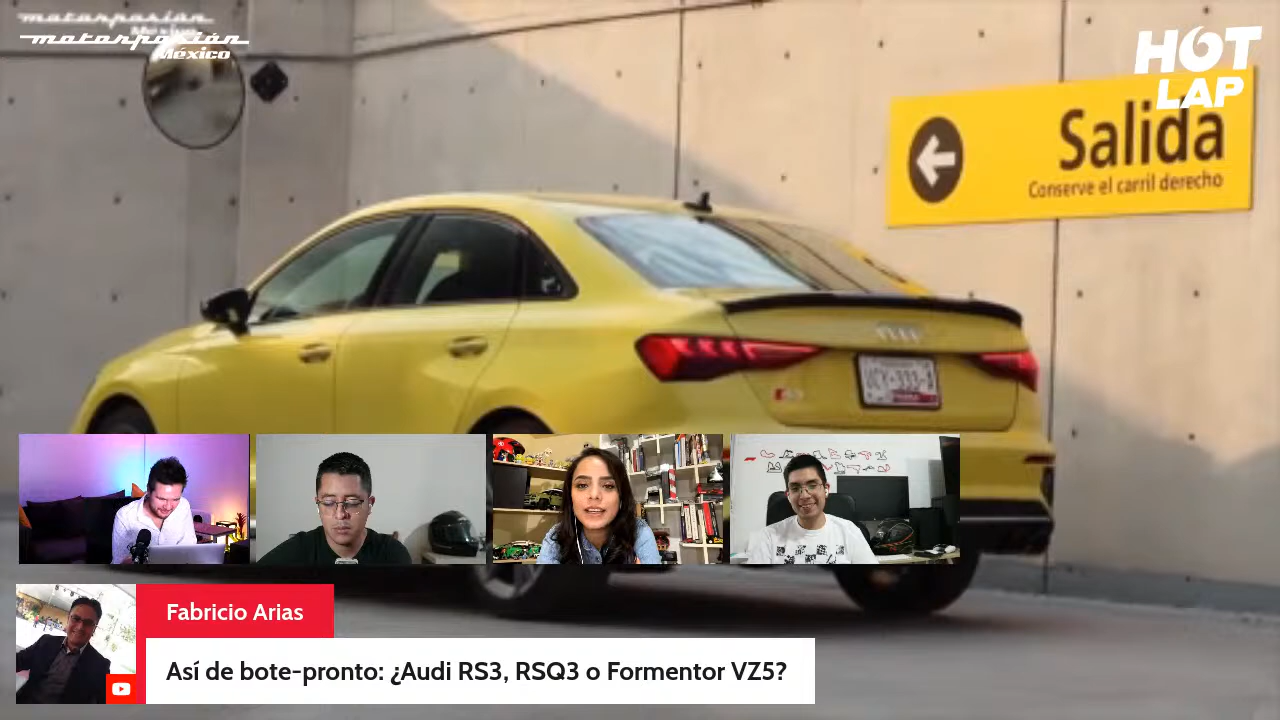 motorpasión
motorpasión
México
HOT
LAP
Salida
Conserve el carril derecho
Fabricio Arias
Así de bote-pronto: ¿Audi RS3, RSQ3 o Formentor VZ5?